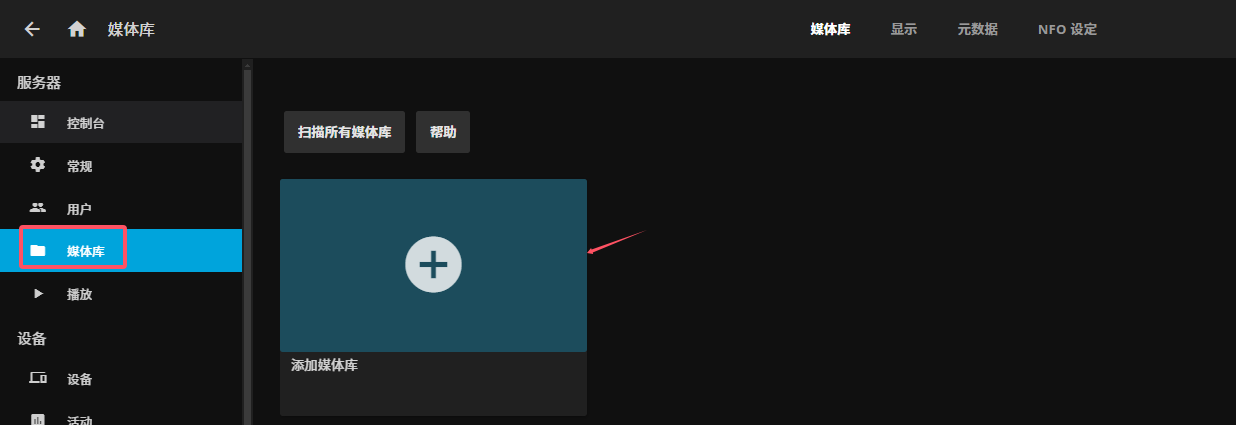 媒体库
媒体库 显示 元数据 NFO 设定
服务器
控制台
常规
用户
媒体库
播放
设备
设备
活动
扫描所有媒体库 帮助
添加媒体库